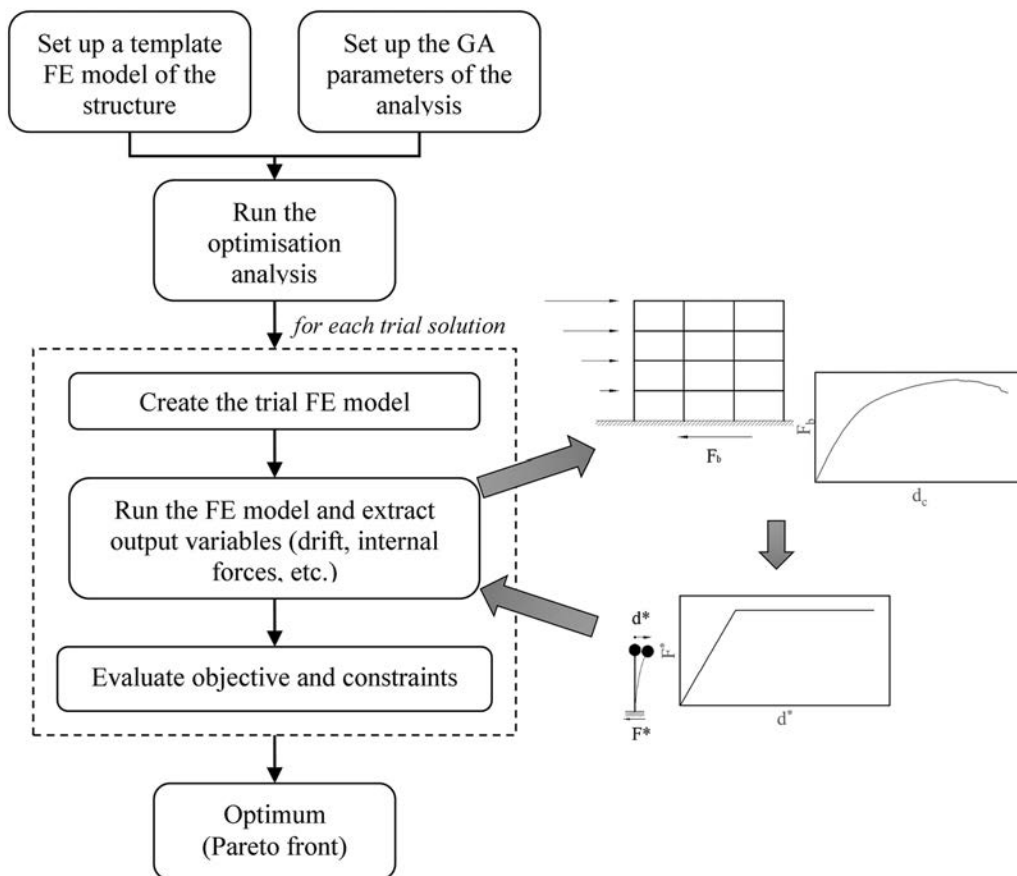 Set up a template
FE model of the
structure
Set up the GA
parameters of the
analysis
Run the
optimisation
analysis
for each trial solution
Create the trial FE model
Run the FE model and extract
output variables (drift, internal
forces, etc.)
Evaluate objective and constraints
Optimum
(Pareto front)
F_b
F_b
d_c
d*
F*
F*
d*